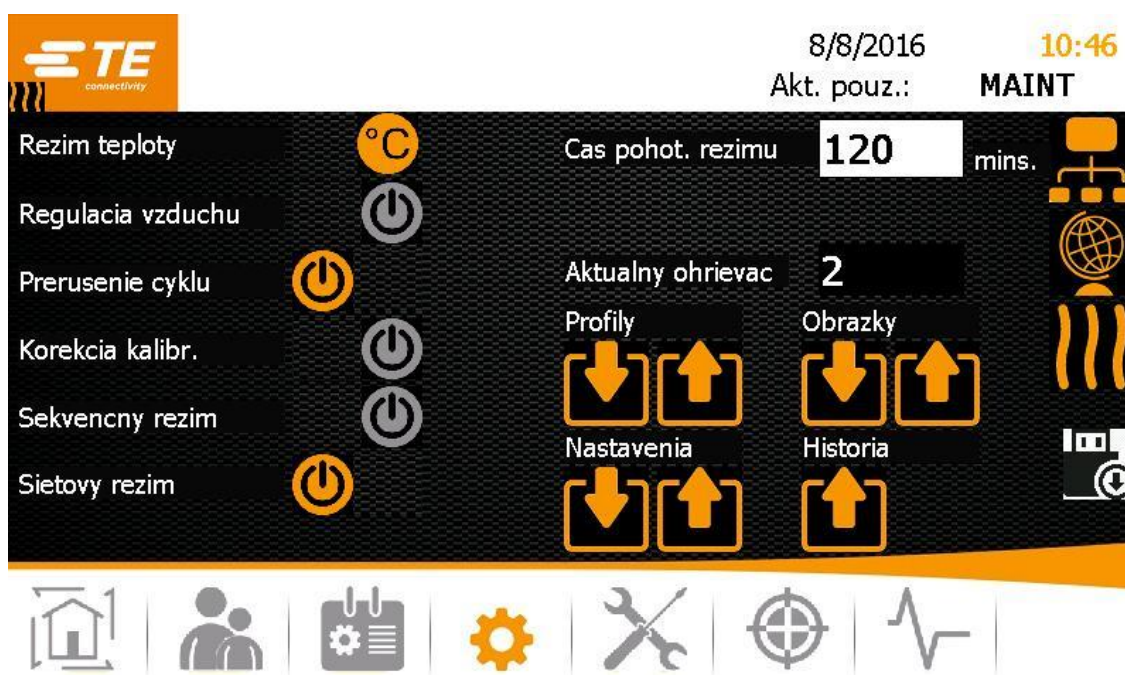 TE
connectivity
8/8/2016 10:46
Akt. pouz.: MAINT
Rezim teploty °C
Regulacia vzduchu
Prerusenie cyklu
Korekcia kalibr.
Sekvencny rezim
Sietovy rezim
Cas pohot. rezimu 120 mins.
Aktualny ohrievac 2
Profily Obrazky
Nastavenia Historia